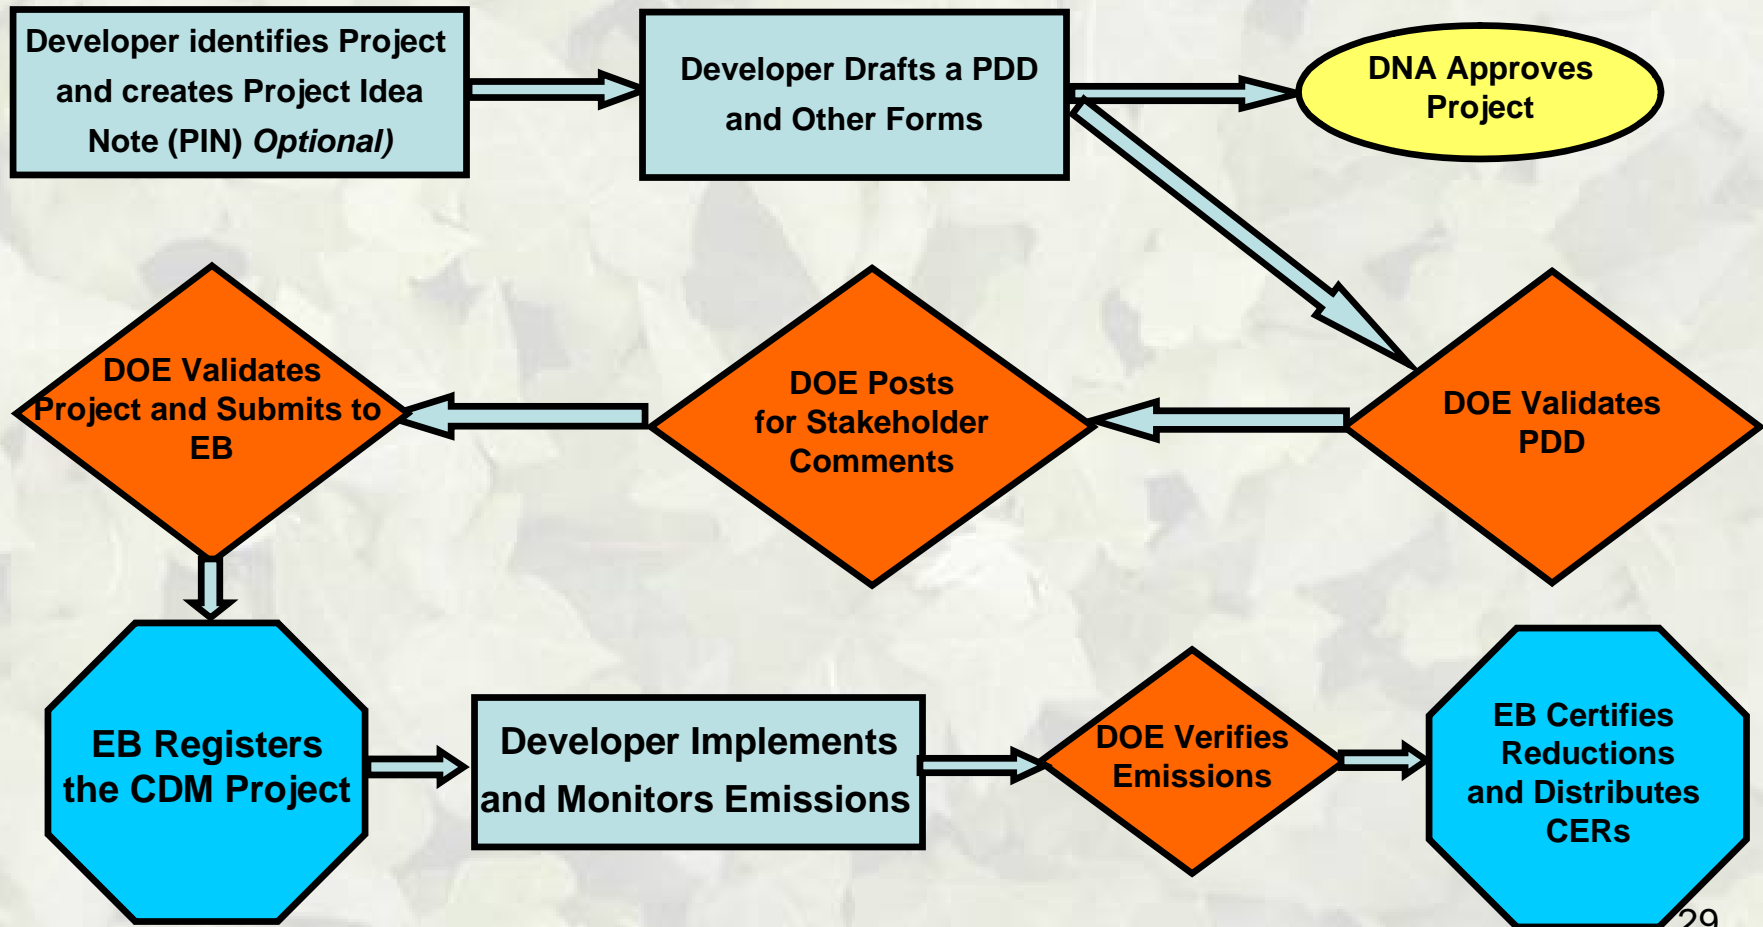 Developer identifies Project
and creates Project Idea
Note (PIN) Optional)
Developer Drafts a PDD
and Other Forms
DNA Approves
Project
DOE Validates
Project and Submits to
EB
DOE Posts
for Stakeholder
Comments
DOE Validates
PDD
EB Registers
the CDM Project
Developer Implements
and Monitors Emissions
DOE Verifies
Emissions
EB Certifies
Reductions
and Distributes
CERs
29